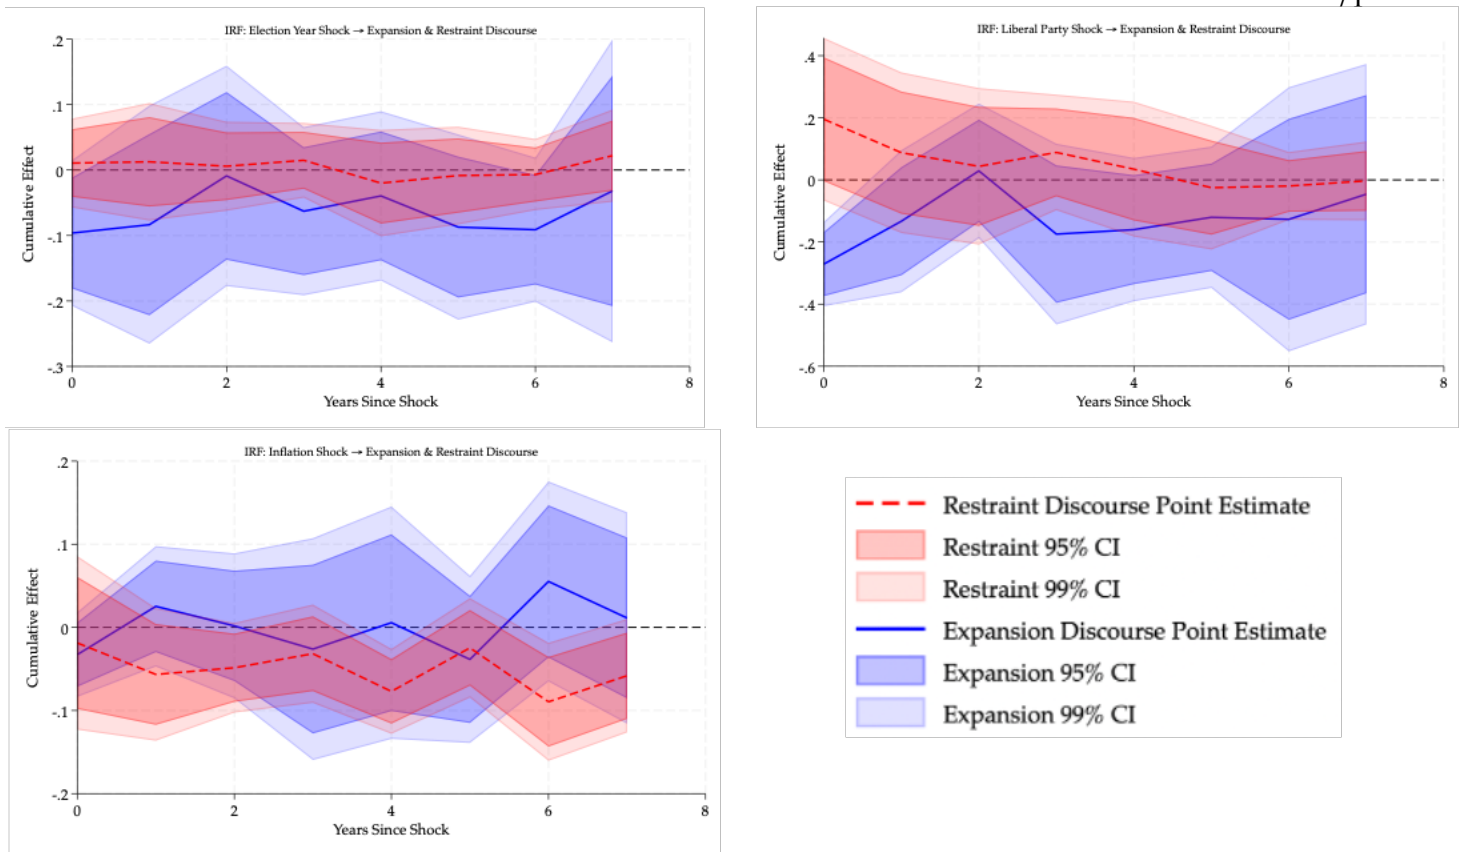 IRF: Election Year Shock → Expansion & Restraint Discourse
.2
.1
0
-.1
-.2
-.3
Cumulative Effect
0
2
4
6
8
Years Since Shock
IRF: Liberal Party Shock → Expansion & Restraint Discourse
.4
.2
0
-.2
-.4
-.6
Cumulative Effect
0
2
4
6
8
Years Since Shock
IRF: Inflation Shock → Expansion & Restraint Discourse
.2
.1
0
-.1
-.2
Cumulative Effect
0
2
4
6
8
Years Since Shock
Restraint Discourse Point Estimate
Restraint 95% CI
Restraint 99% CI
Expansion Discourse Point Estimate
Expansion 95% CI
Expansion 99% CI